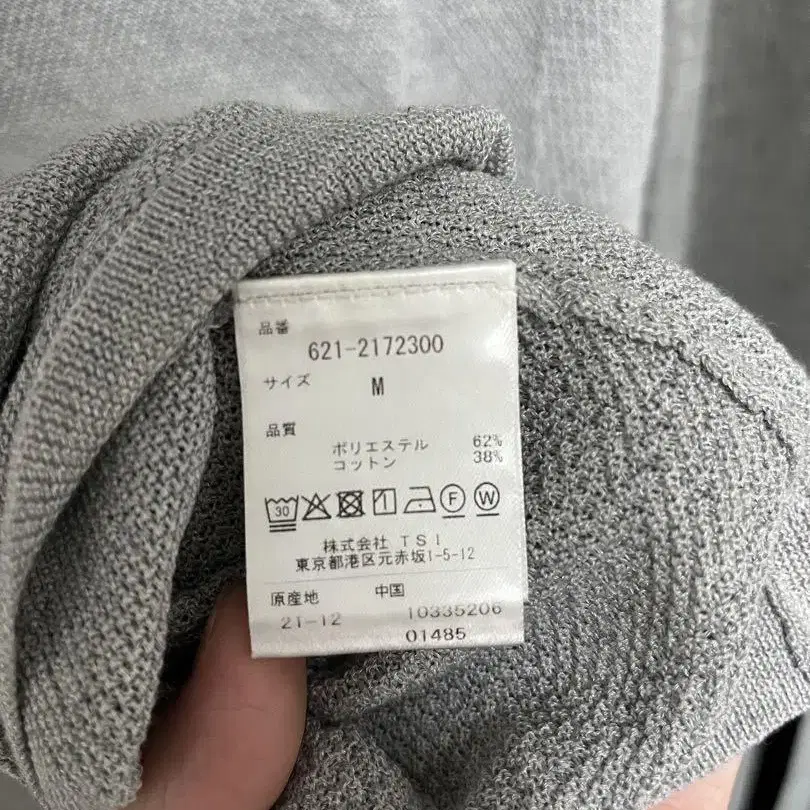 品番
621-2172300
サイズ
M
品質
ポリエステル 62%
コットン 38%
30 F W
株式会社 TSI
東京都港区元赤坂1-5-12
原産地 中国
21-12 10335206
01485